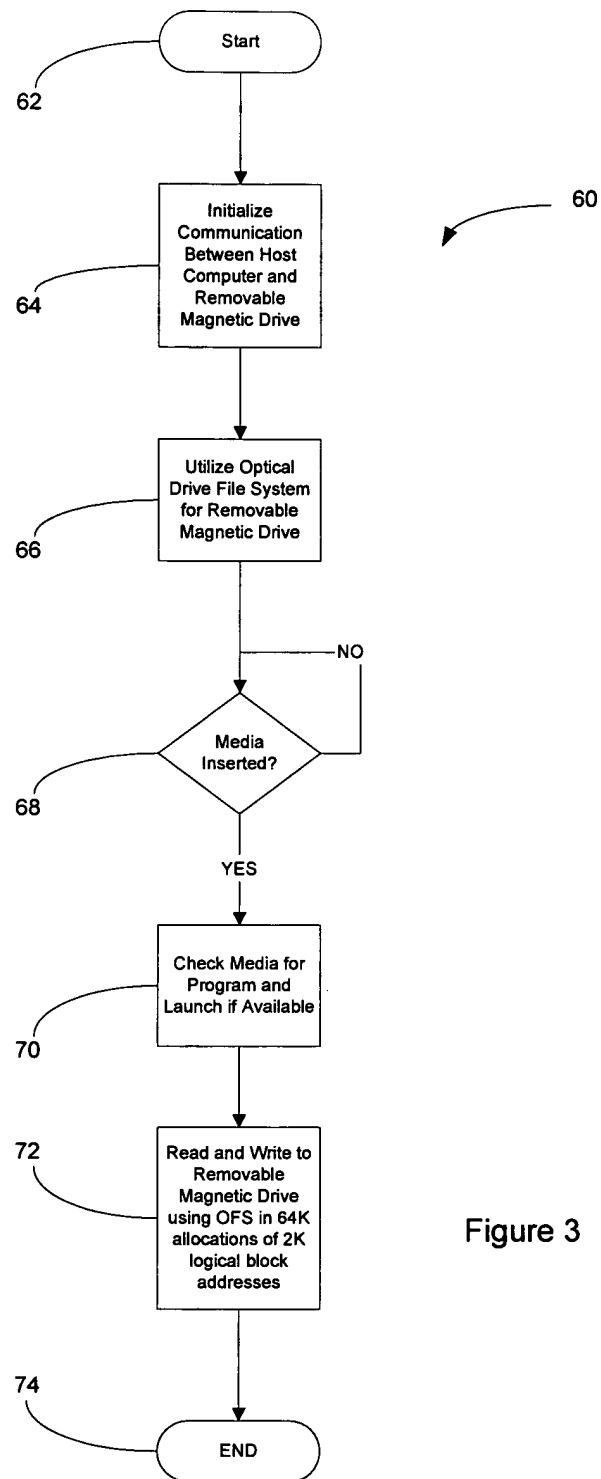 Start
62
60
Initialize
Communication
Between Host
Computer and
Removable
Magnetic Drive
64
Utilize Optical
Drive File System
for Removable
Magnetic Drive
66
NO
Media
Inserted?
68
YES
Check Media for
Program and
Launch if Available
70
72
Read and Write to
Removable
Magnetic Drive
using OFS in 64K
allocations of 2K
logical block
addresses
Figure 3
74
END